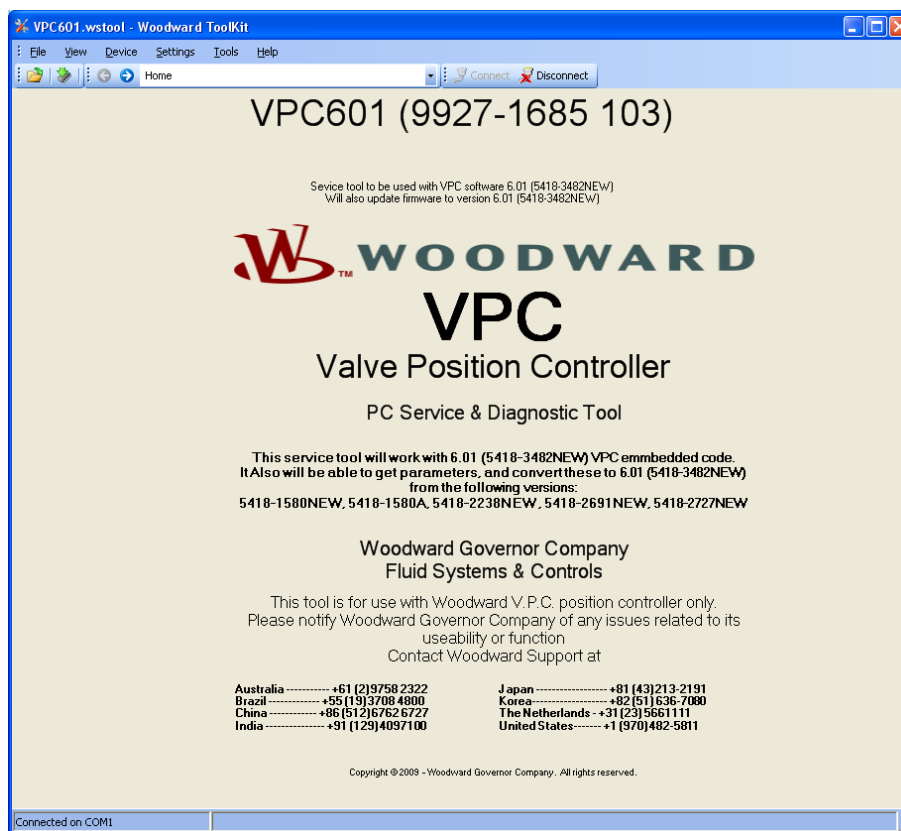 VPC601.wstool - Woodward ToolKit
File View Device Settings Tools Help
Home Connect Disconnect
VPC601 (9927-1685 103)
Sevice tool to be used with VPC software 6.01 (5418-3482NEW)
Will also update firmware to version 6.01 (5418-3482NEW)
W TM WOODWARD
VPC
Valve Position Controller
PC Service & Diagnostic Tool
This service tool will work with 6.01 (5418-3482NEW) VPC emmbedded code.
It Also will be able to get parameters, and convert these to 6.01 (5418-3482NEW)
from the following versions:
5418-1580NEW, 5418-1580A, 5418-2238NEW, 5418-2691NEW, 5418-2727NEW
Woodward Governor Company
Fluid Systems & Controls
This tool is for use with Woodward V.P.C. position controller only.
Please notify Woodward Governor Company of any issues related to its
useability or function
Contact Woodward Support at
Australia ----------- +61 (2)9758 2322
Brazil ------------- +55 (19)3708 4800
China ------------ +86 (512)6762 6727
India --------------- +91 (129)4097100
Japan ------------------ +81 (43)213-2191
Korea------------------- +82 (51) 636-7080
The Netherlands - +31 (23) 5661111
United States------- +1 (970)482-5811
Copyright © 2009 - Woodward Governor Company. All rights reserved.
Connected on COM1